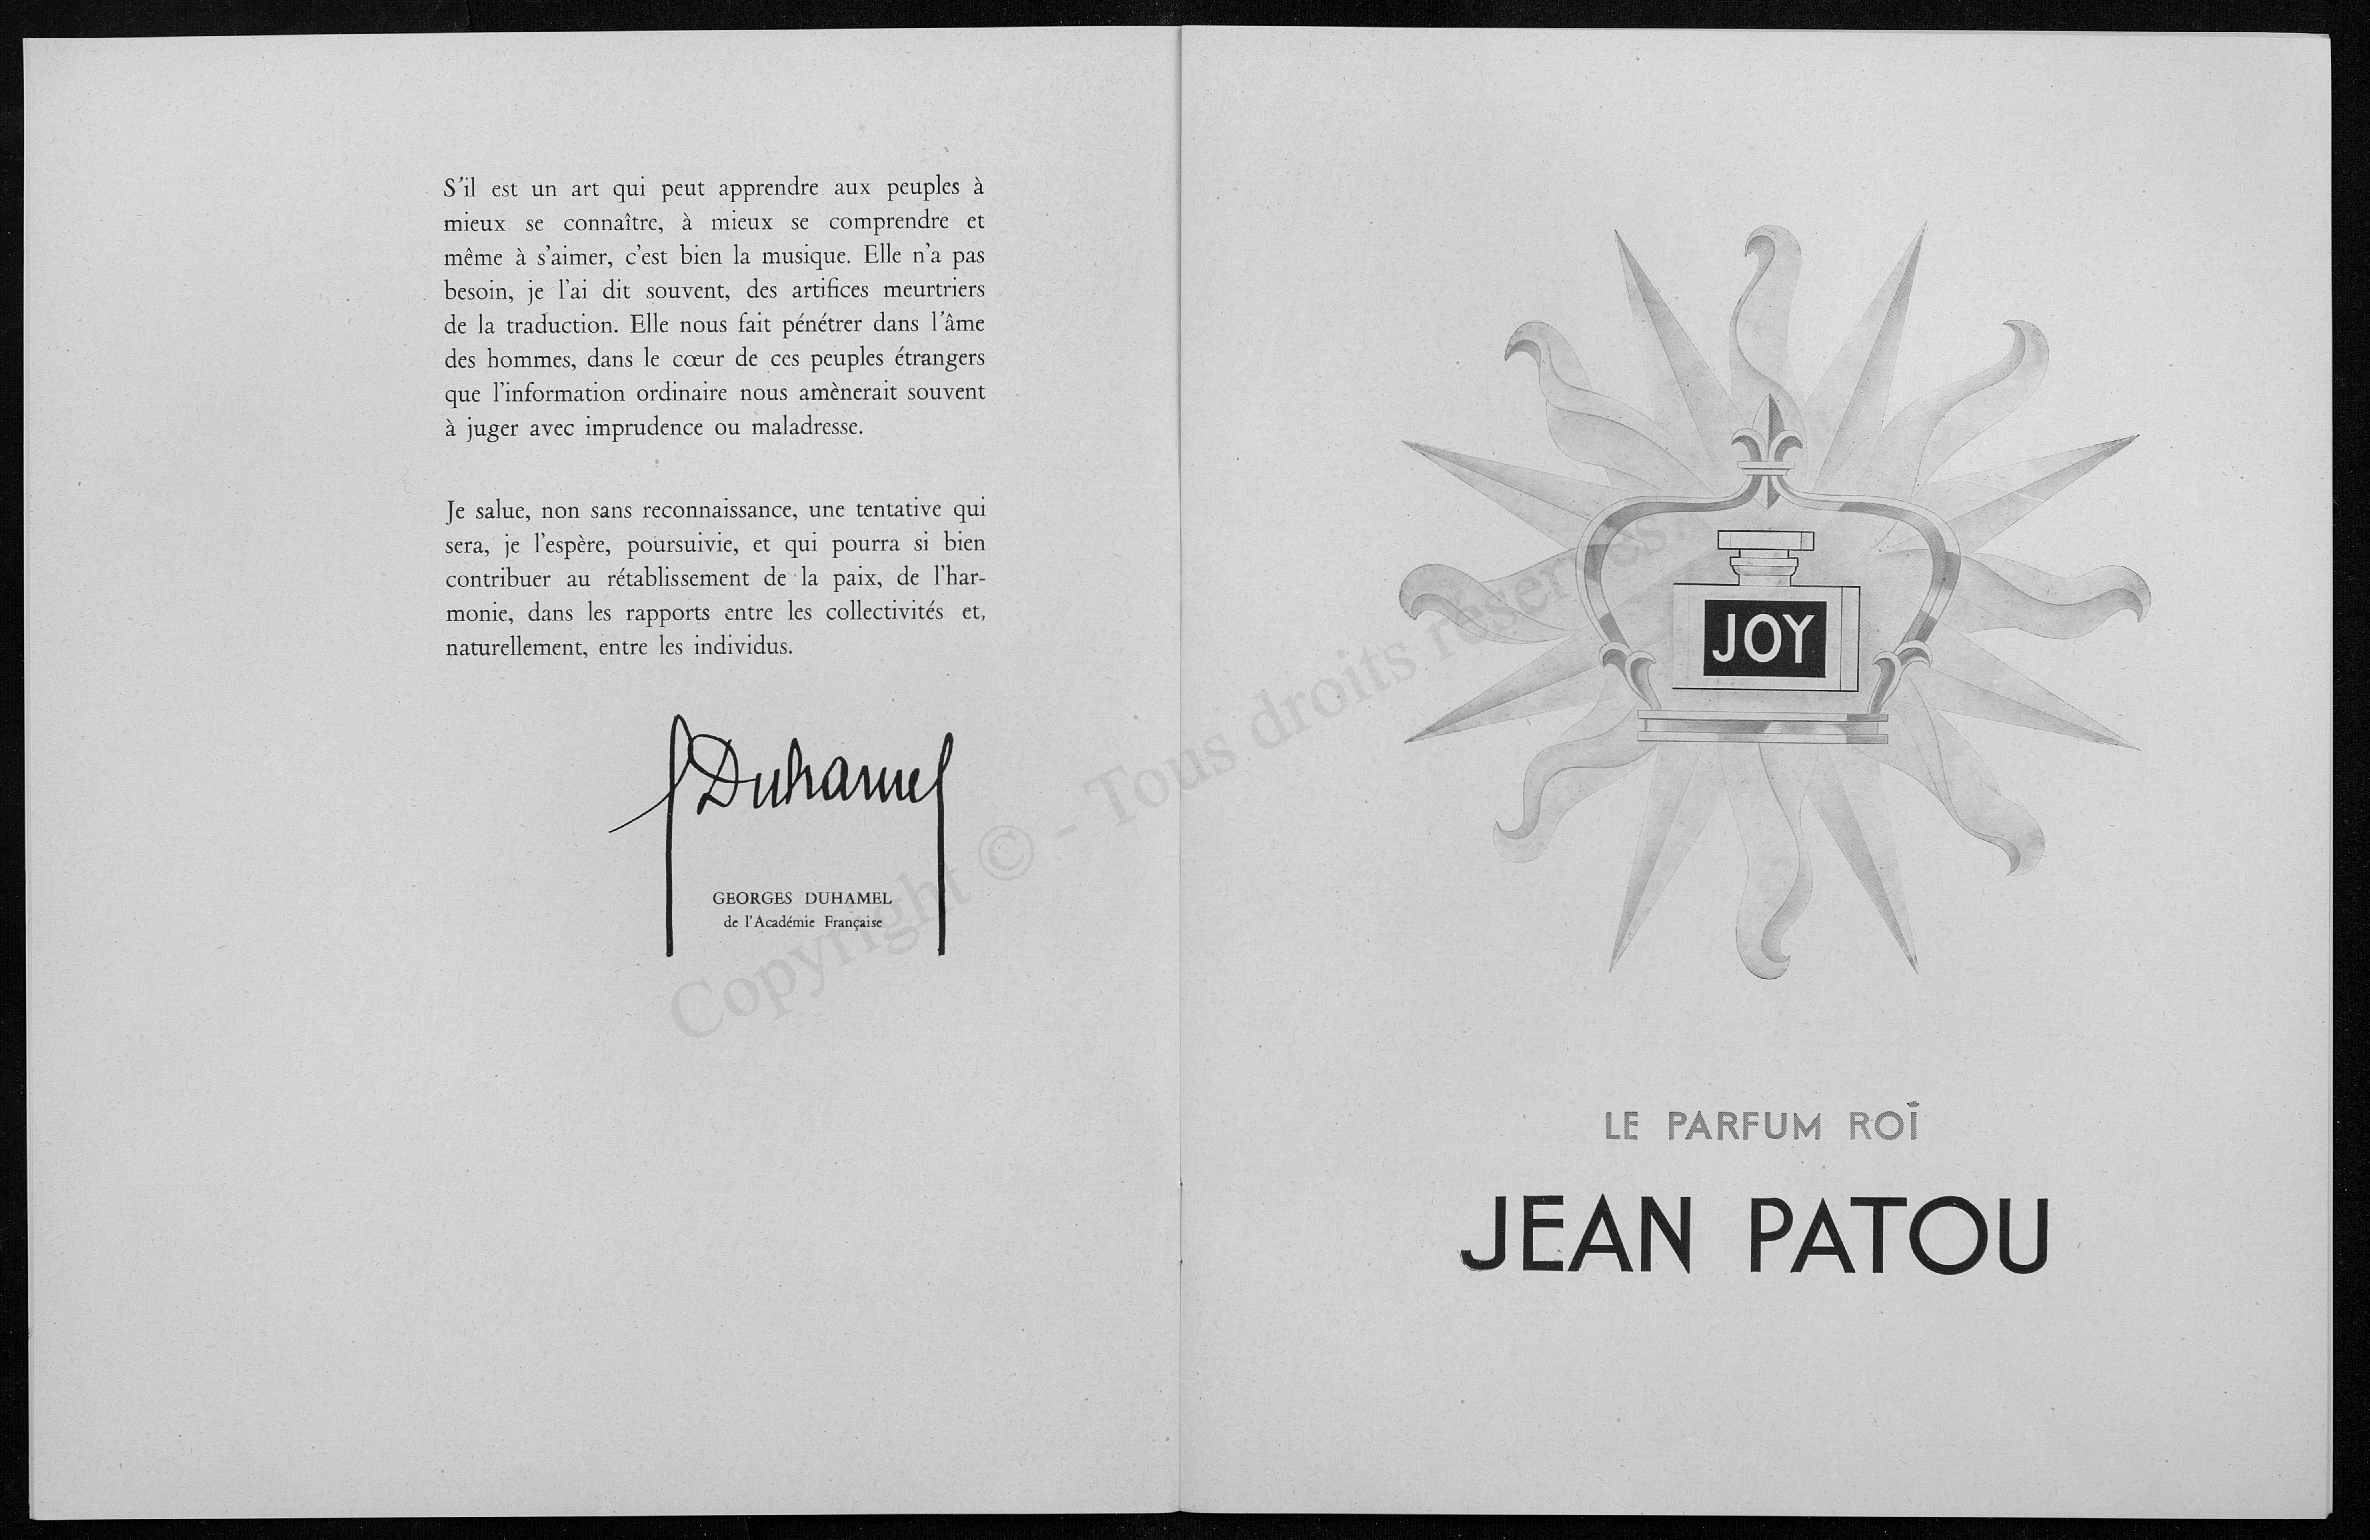 S'il est un art qui peut apprendre aux peuples à
mieux se connaître, à mieux se comprendre et
même à s'aimer, c'est bien la musique. Elle n'a pas
besoin, je l'ai dit souvent, des artifices meurtriers
de la traduction. Elle nous fait pénétrer dans l'âme
des hommes, dans le cœur de ces peuples étrangers
que l'information ordinaire nous amènerait souvent
à juger avec imprudence ou maladresse.
Je salue, non sans reconnaissance, une tentative qui
sera, je l'espère, poursuivie, et qui pourra si bien
contribuer au rétablissement de la paix, de l'har-
monie, dans les rapports entre les collectivités et,
naturellement, entre les individus.
G Duhamel
GEORGES DUHAMEL
de l'Académie Française
Copyright © - Tous droits réservés.
JOY
LE PARFUM ROI
JEAN PATOU